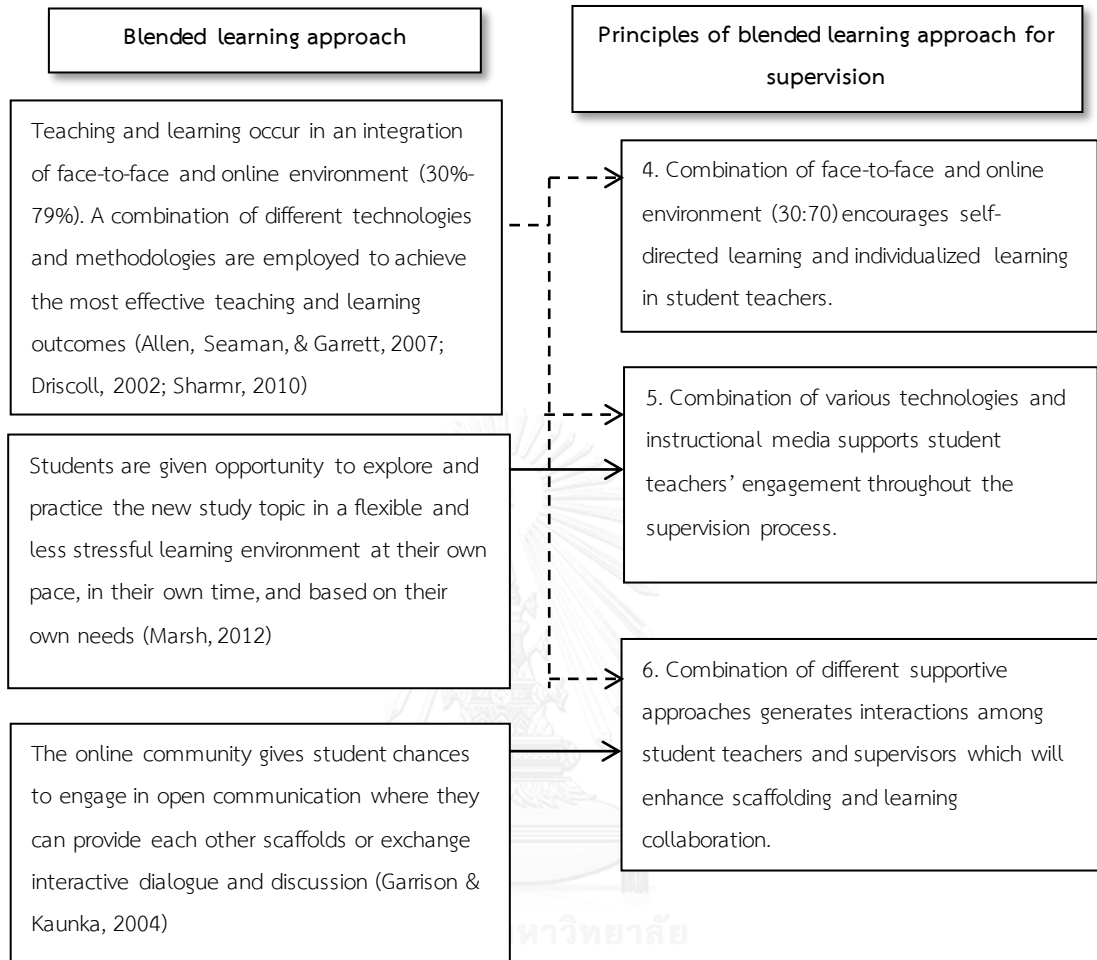 Blended learning approach
Teaching and learning occur in an integration
of face-to-face and online environment (30%-
79%). A combination of different technologies
and methodologies are employed to achieve
the most effective teaching and learning
outcomes (Allen, Seaman, & Garrett, 2007;
Driscoll, 2002; Sharmr, 2010)
Students are given opportunity to explore and
practice the new study topic in a flexible and
less stressful learning environment at their own
pace, in their own time, and based on their
own needs (Marsh, 2012)
The online community gives student chances
to engage in open communication where they
can provide each other scaffolds or exchange
interactive dialogue and discussion (Garrison &
Kaunka, 2004)
Principles of blended learning approach for
supervision
4. Combination of face-to-face and online
environment (30:70) encourages self-
directed learning and individualized learning
in student teachers.
5. Combination of various technologies and
instructional media supports student
teachers’ engagement throughout the
supervision process.
6. Combination of different supportive
approaches generates interactions among
student teachers and supervisors which will
enhance scaffolding and learning
collaboration.
หาวิทยาลัย